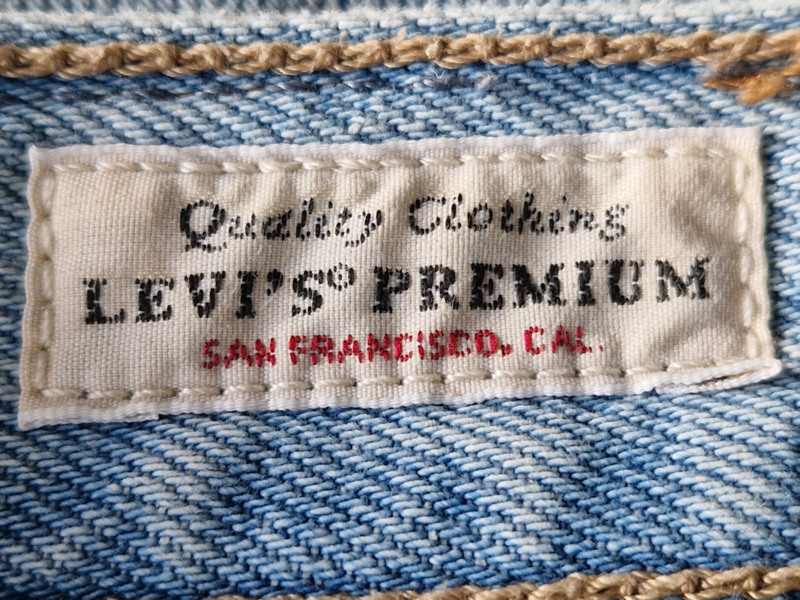 Quality Clothing
LEVI'S® PREMIUM
SAN FRANCISCO, CAL.